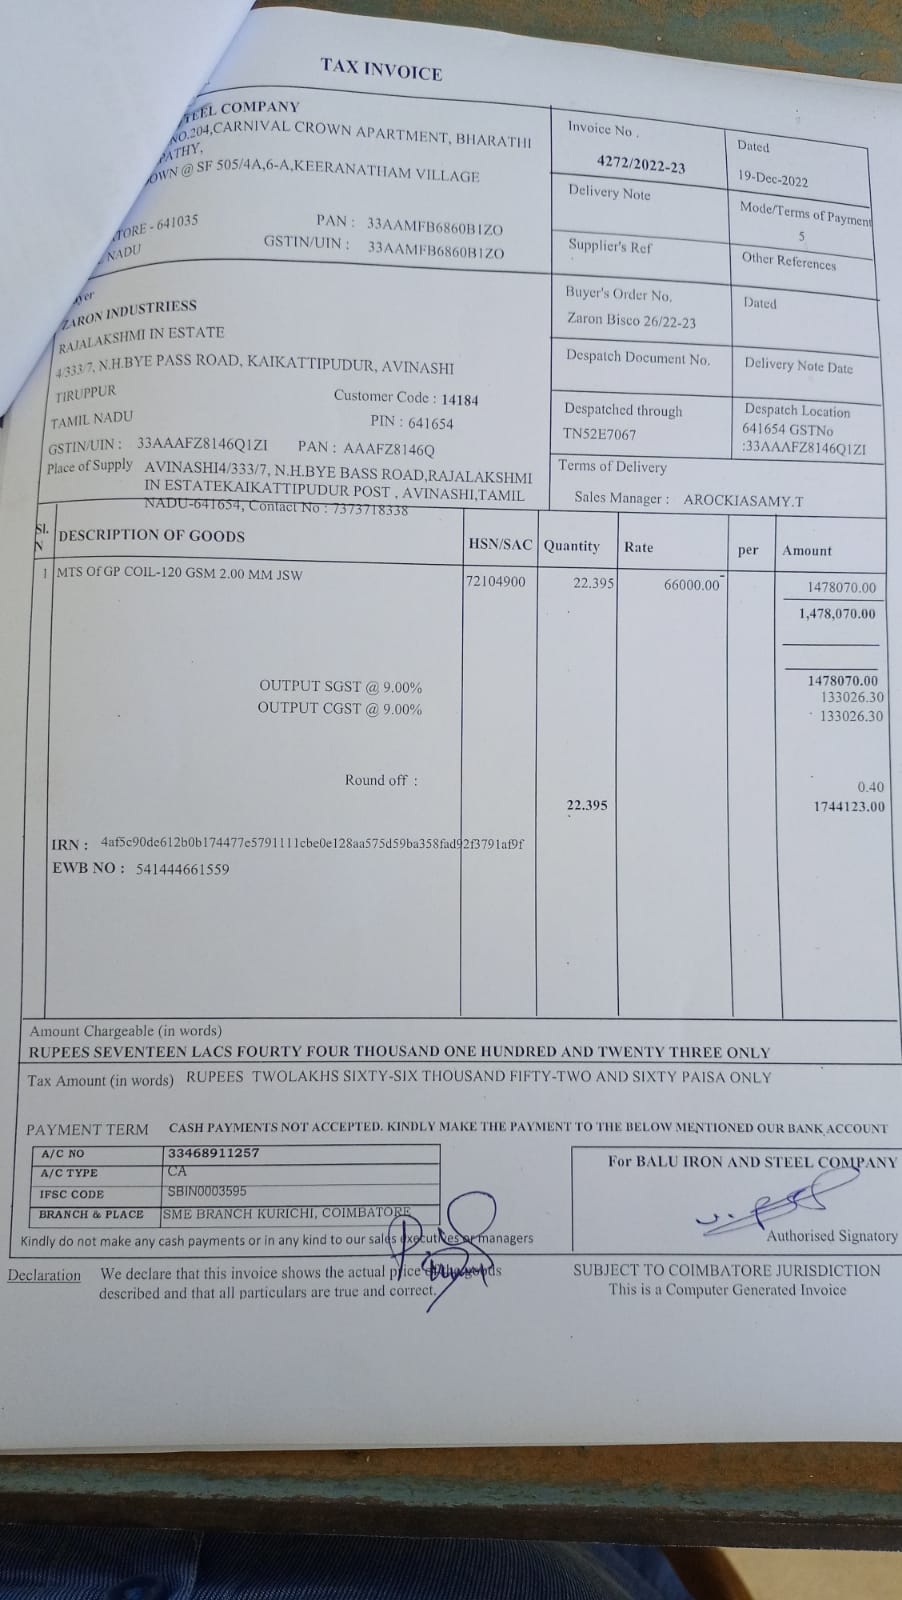 TAX INVOICE
STEEL COMPANY
NO.204,CARNIVAL CROWN APARTMENT, BHARATHI
PATHY,
OWN @ SF 505/4A,6-A,KEERANATHAM VILLAGE
TORE - 641035
NADU
PAN : 33AAMFB6860B1ZO
GSTIN/UIN : 33AAMFB6860B1ZO
Invoice No .
4272/2022-23
Dated
19-Dec-2022
Delivery Note
Mode/Terms of Payment
5
Supplier's Ref
Other References
Buyer's Order No.
Zaron Bisco 26/22-23
Dated
Despatch Document No.
Delivery Note Date
Despatched through
TN52E7067
Despatch Location
641654 GSTNo
:33AAAFZ8146Q1ZI
Terms of Delivery
Sales Manager : AROCKIASAMY.T
yer
ZARON INDUSTRIESS
RAJALAKSHMI IN ESTATE
4/333/7, N.H.BYE PASS ROAD, KAIKATTIPUDUR, AVINASHI
TIRUPPUR
Customer Code : 14184
TAMIL NADU
PIN : 641654
GSTIN/UIN : 33AAAFZ8146Q1ZI PAN : AAAFZ8146Q
Place of Supply AVINASHI4/333/7, N.H.BYE BASS ROAD,RAJALAKSHMI
IN ESTATEKAIKATTIPUDUR POST , AVINASHI,TAMIL
NADU-641654, Contact No : 7373718338
Sl.
N DESCRIPTION OF GOODS HSN/SAC Quantity Rate per Amount
1 MTS Of GP COIL-120 GSM 2.00 MM JSW 72104900 22.395 66000.00 1478070.00
1,478,070.00
1478070.00
OUTPUT SGST @ 9.00% 133026.30
OUTPUT CGST @ 9.00% 133026.30
Round off : 0.40
22.395 1744123.00
IRN : 4af5c90de612b0b174477e5791111cbe0e128aa575d59ba358fad92f3791af9f
EWB NO : 541444661559
Amount Chargeable (in words)
RUPEES SEVENTEEN LACS FOURTY FOUR THOUSAND ONE HUNDRED AND TWENTY THREE ONLY
Tax Amount (in words) RUPEES TWOLAKHS SIXTY-SIX THOUSAND FIFTY-TWO AND SIXTY PAISA ONLY
PAYMENT TERM CASH PAYMENTS NOT ACCEPTED. KINDLY MAKE THE PAYMENT TO THE BELOW MENTIONED OUR BANK ACCOUNT
A/C NO 33468911257
A/C TYPE CA
IFSC CODE SBIN0003595
BRANCH & PLACE SME BRANCH KURICHI, COIMBATORE
Kindly do not make any cash payments or in any kind to our sales executives or managers
For BALU IRON AND STEEL COMPANY
Authorised Signatory
Declaration We declare that this invoice shows the actual price of the goods
described and that all particulars are true and correct.
SUBJECT TO COIMBATORE JURISDICTION
This is a Computer Generated Invoice